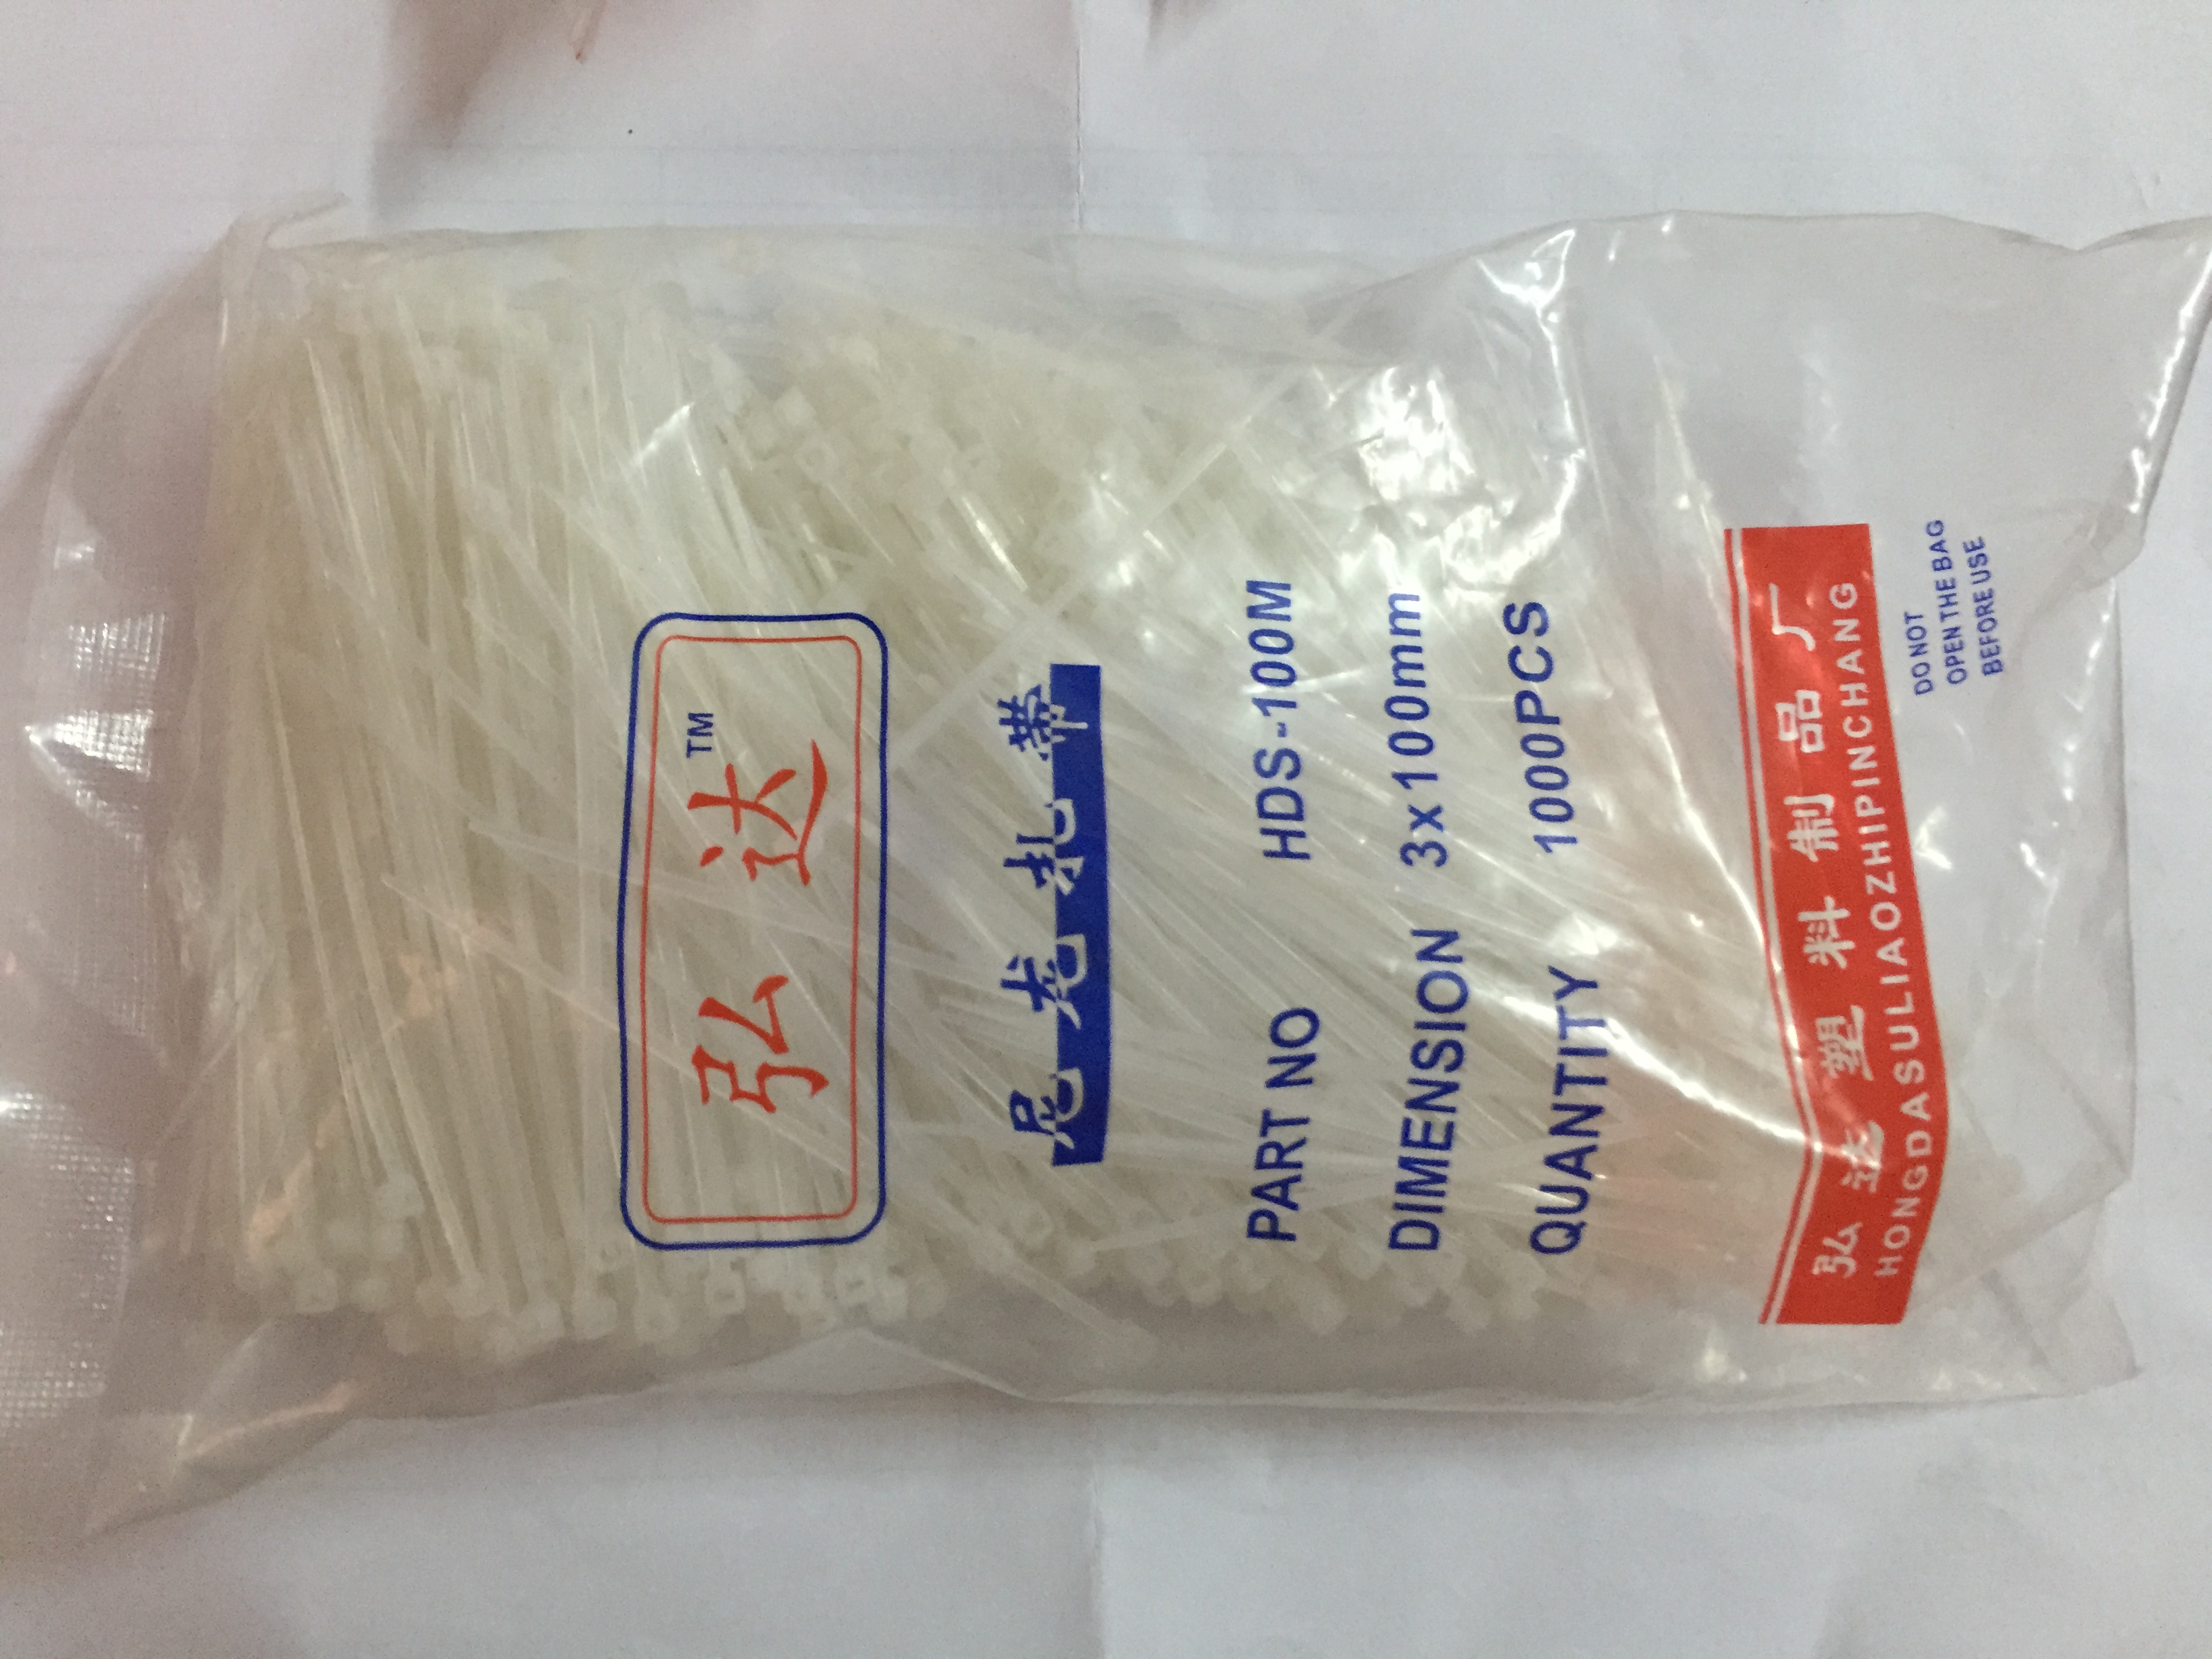 弘达™
尼龙扎带
PART NO HDS-100M
DIMENSION 3x100mm
QUANTITY 1000PCS
弘达塑料制品厂
HONGDASULIAOZHIPINCHANG
DO NOT
OPEN THE BAG
BEFORE USE